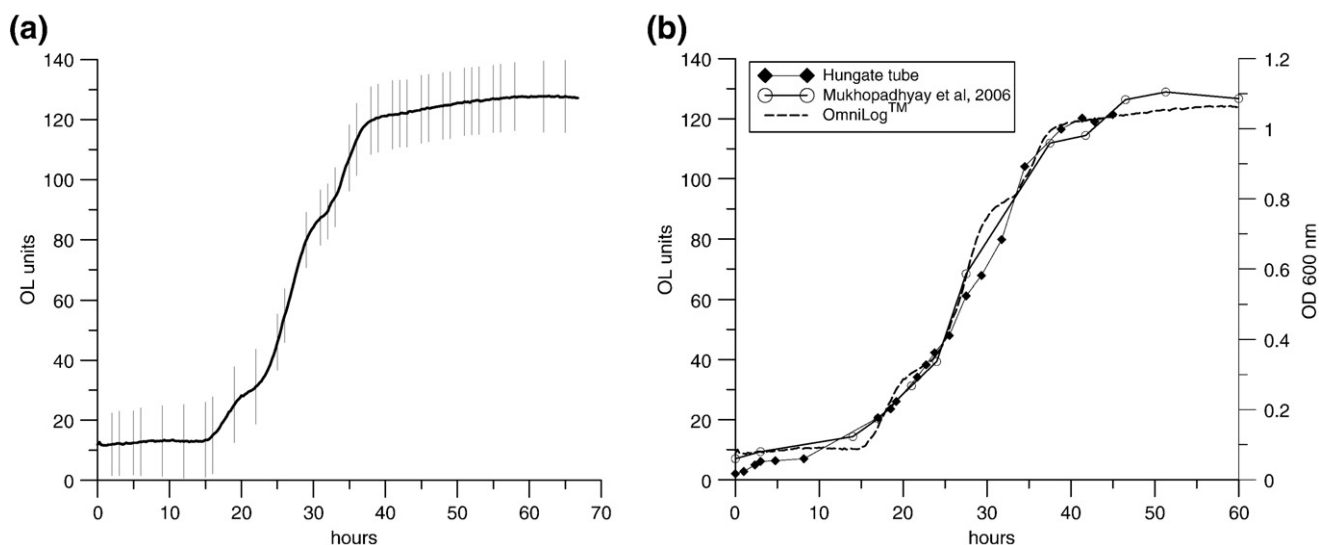 (a)
(b)
140
120
100
80
60
40
20
0
OL units
0 10 20 30 40 50 60 70
hours
Hungate tube
Mukhopadhyay et al, 2006
OmniLog™
140
120
100
80
60
40
20
0
OL units
0 10 20 30 40 50 60
hours
1.2
1
0.8
0.6
0.4
0.2
0
OD 600 nm